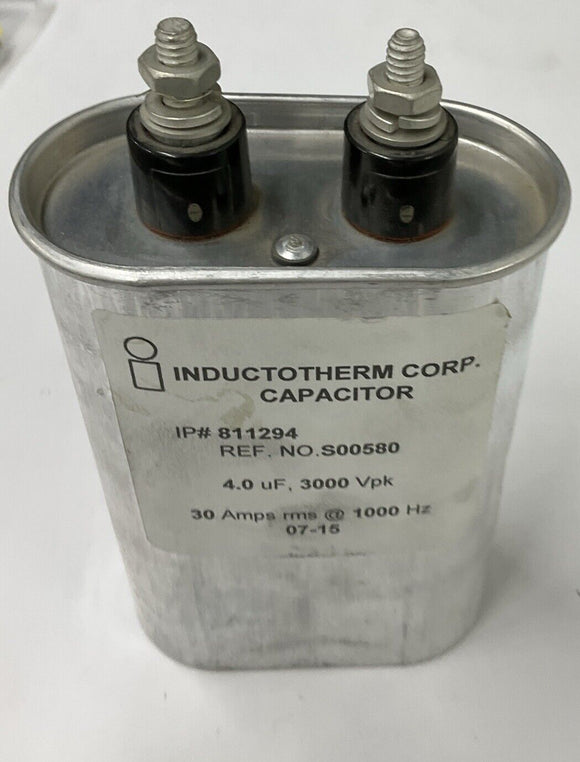 INDUCTOTHERM CORP.
CAPACITOR
IP# 811294
REF. NO.S00580
4.0 uF, 3000 Vpk
30 Amps rms @ 1000 Hz
07-15